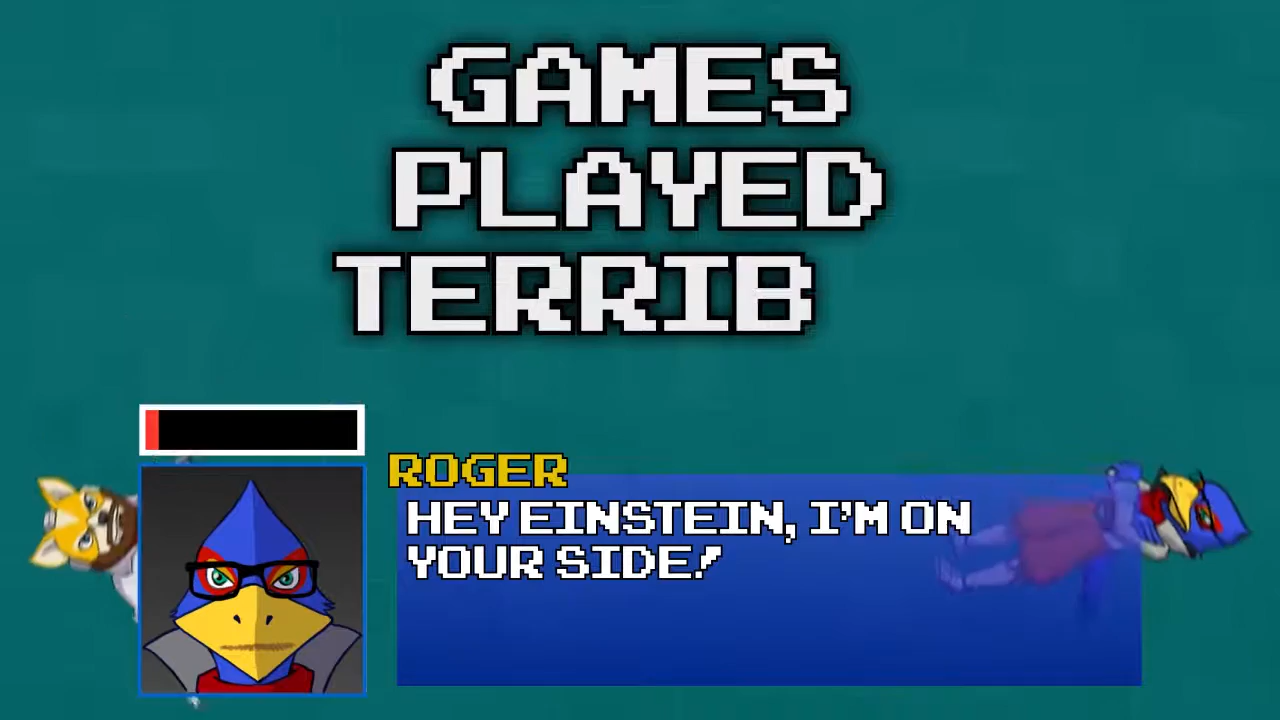 GAMES
PLAYED
TERRIB
ROGER
HEY EINSTEIN, I'M ON
YOUR SIDE!